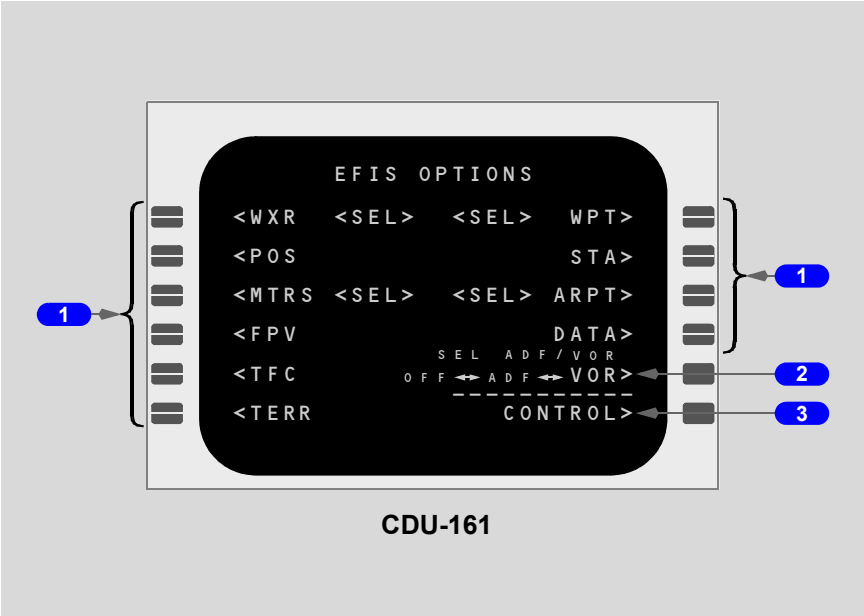 EFIS OPTIONS
<WXR <SEL> <SEL> WPT>
<POS STA>
<MTRS <SEL> <SEL> ARPT>
1
1
<FPV DATA>
SEL ADF/VOR
<TFC OFF◄►ADF◄►VOR> 2
<TERR CONTROL> 3
CDU-161